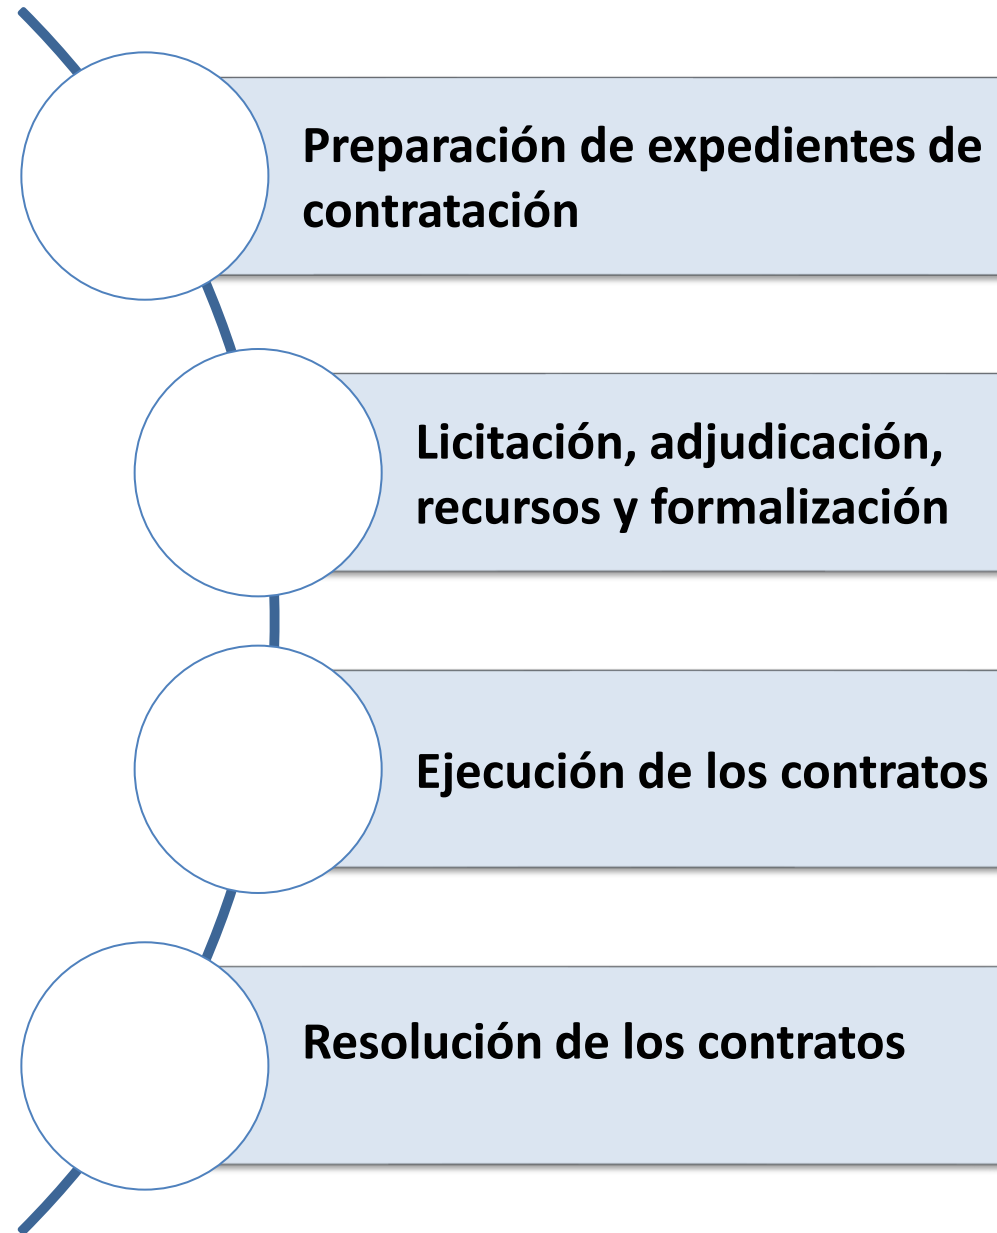 Preparación de expedientes de
contratación
Licitación, adjudicación,
recursos y formalización
Ejecución de los contratos
Resolución de los contratos